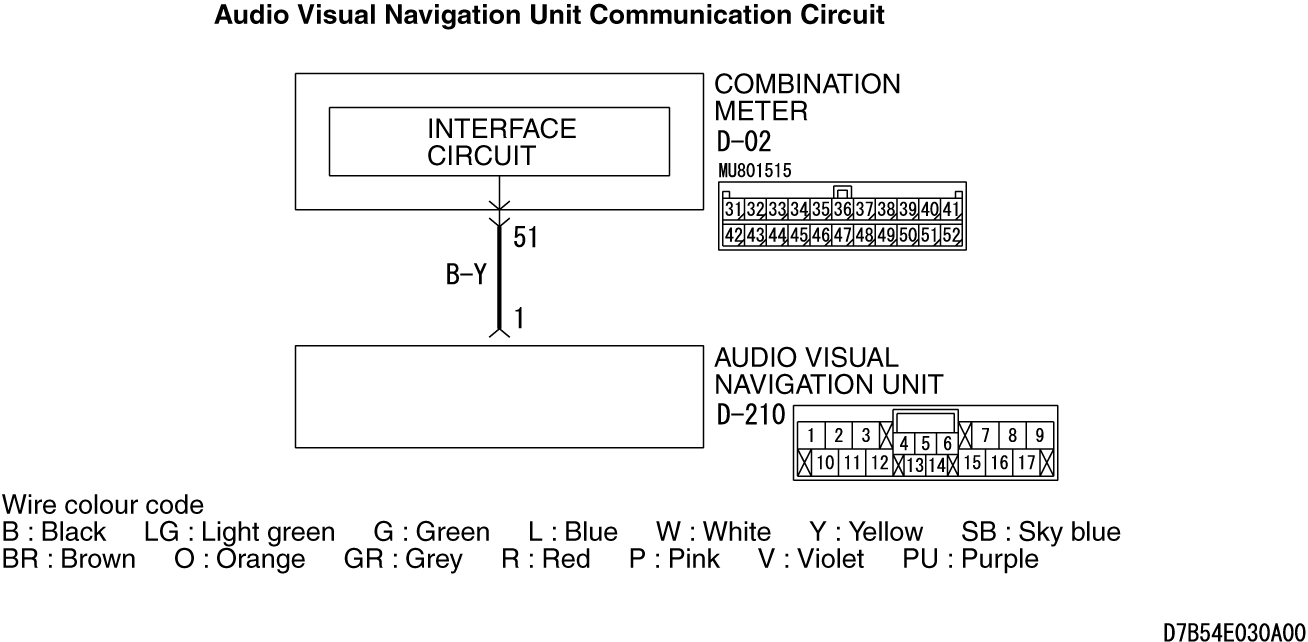 Audio Visual Navigation Unit Communication Circuit
COMBINATION
METER
D-02
MU801515
INTERFACE
CIRCUIT
31 32 33 34 35 36 37 38 39 40 41
42 43 44 45 46 47 48 49 50 51 52
51
B-Y
1
AUDIO VISUAL
NAVIGATION UNIT
D-210
1 2 3 4 5 6 7 8 9
10 11 12 13 14 15 16 17
Wire colour code
B : Black LG : Light green G : Green L : Blue W : White Y : Yellow SB : Sky blue
BR : Brown O : Orange GR : Grey R : Red P : Pink V : Violet PU : Purple
D7B54E030A00